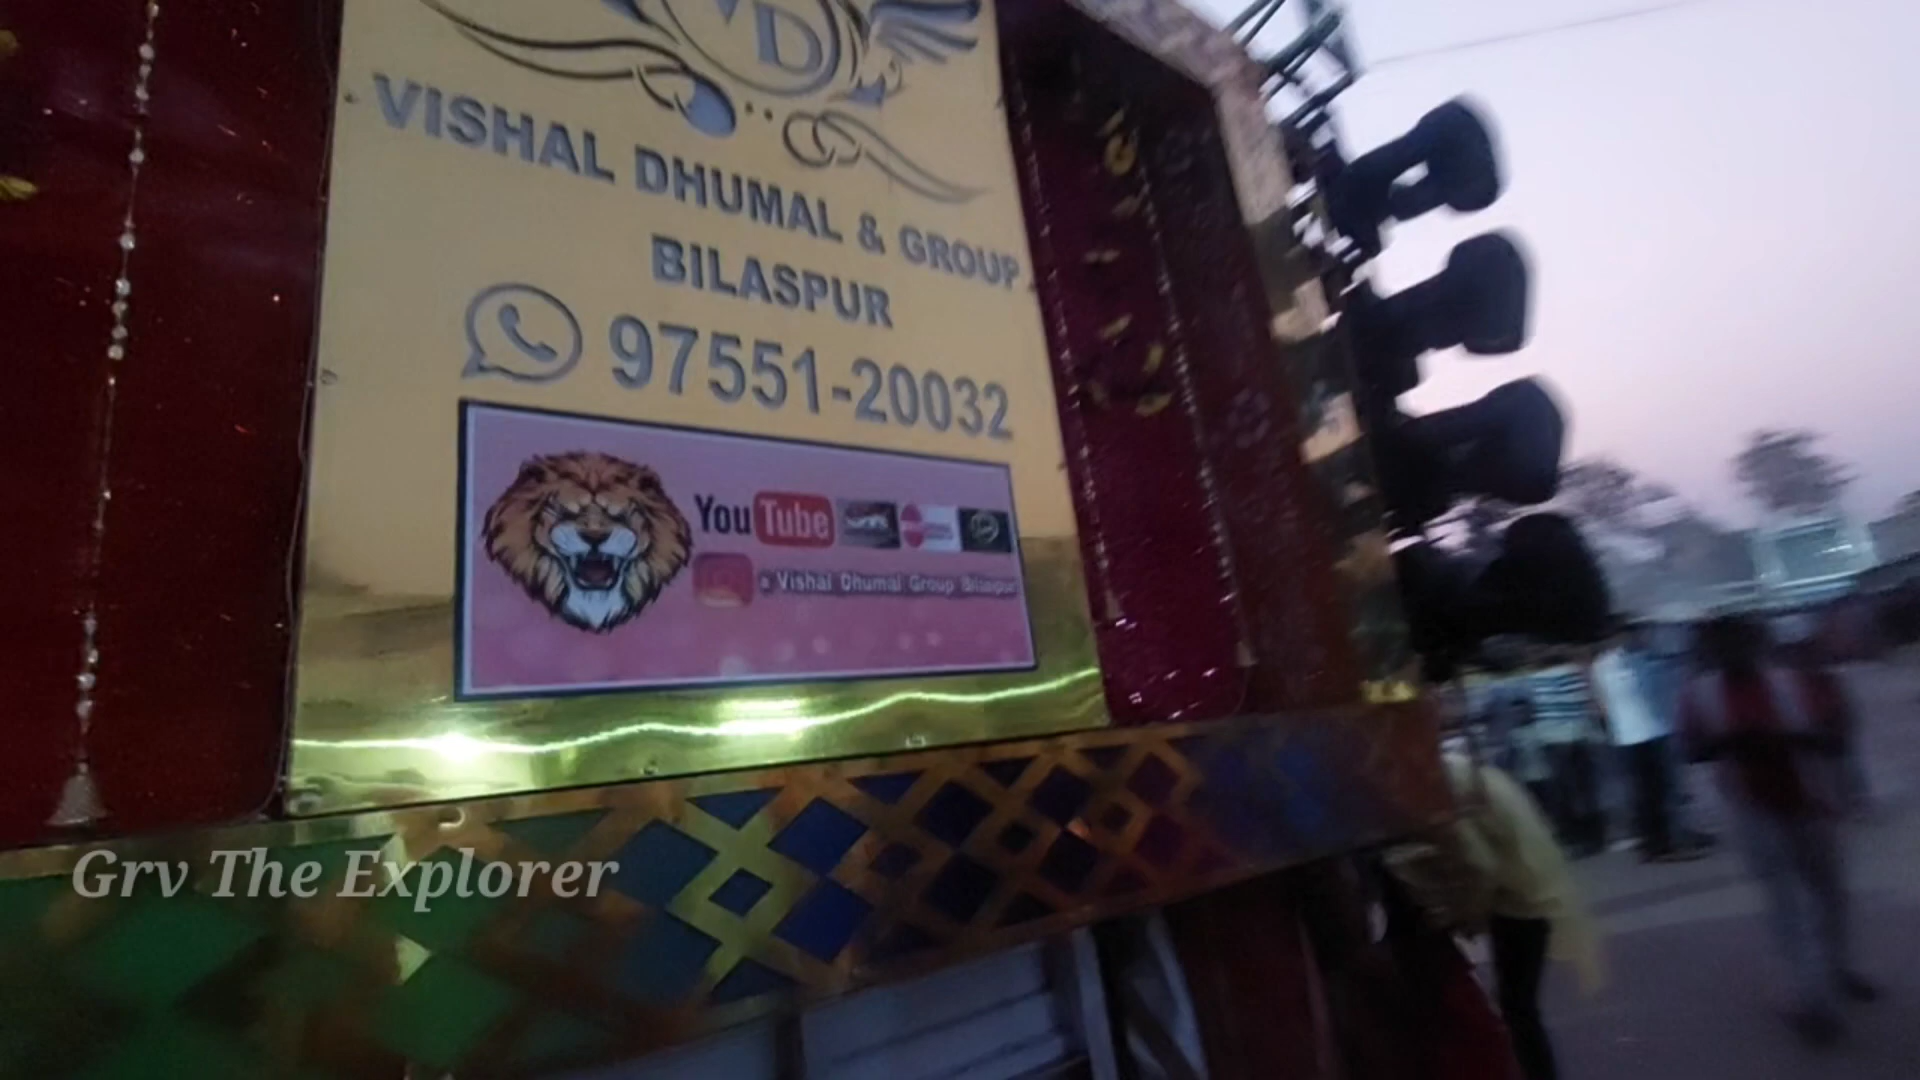 VD
VISHAL DHUMAL & GROUP
BILASPUR
97551-20032
YouTube
Vishal Dhumal Group Bilaspur
Grv The Explorer